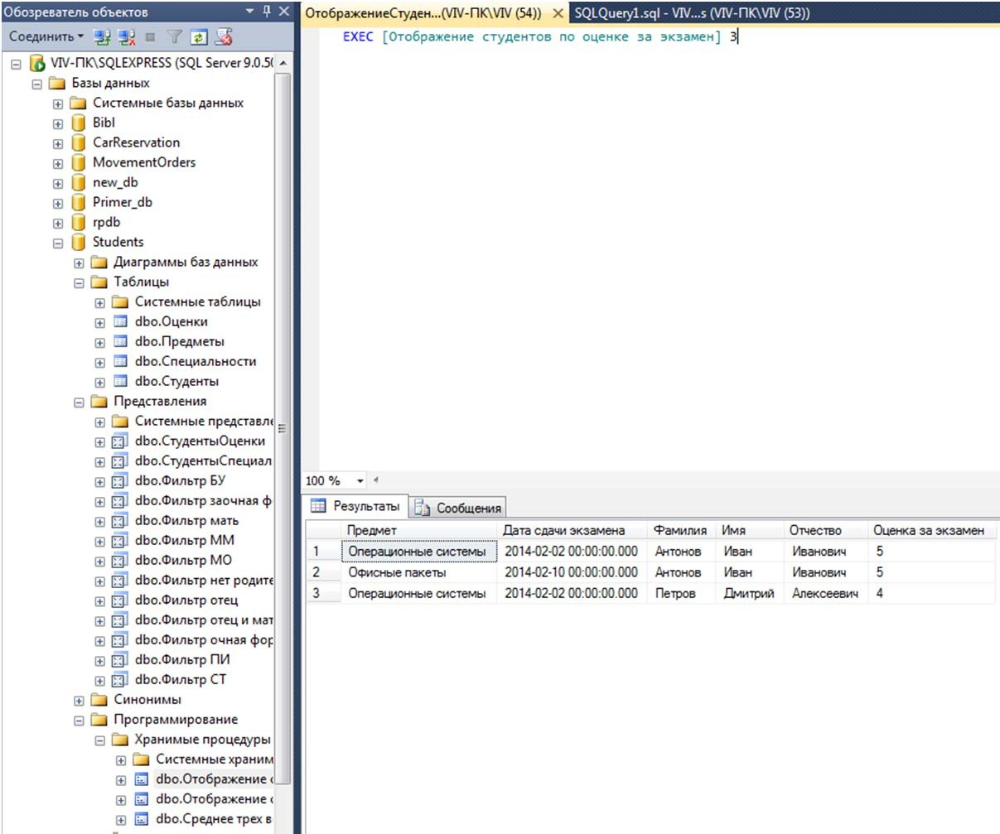 Обозреватель объектов
Соединить
VIV-ПК\SQLEXPRESS (SQL Server 9.0.50
Базы данных
Системные базы данных
Bibl
CarReservation
MovementOrders
new_db
Primer_db
rpdb
Students
Диаграммы баз данных
Таблицы
Системные таблицы
dbo.Оценки
dbo.Предметы
dbo.Специальности
dbo.Студенты
Представления
Системные представле
dbo.СтудентыОценки
dbo.СтудентыСпециал
dbo.Фильтр БУ
dbo.Фильтр заочная ф
dbo.Фильтр мать
dbo.Фильтр ММ
dbo.Фильтр МО
dbo.Фильтр нет родите
dbo.Фильтр отец
dbo.Фильтр отец и мат
dbo.Фильтр очная фор
dbo.Фильтр ПИ
dbo.Фильтр СТ
Синонимы
Программирование
Хранимые процедуры
Системные храним
dbo.Отображение с
dbo.Отображение с
dbo.Среднее трех в
ОтображениеСтуден...(VIV-ПК\VIV (54)) SQLQuery1.sql - VIV...s (VIV-ПК\VIV (53))
EXEC [Отображение студентов по оценке за экзамен] 3
100 %
Результаты Сообщения
Предмет Дата сдачи экзамена Фамилия Имя Отчество Оценка за экзамен
1 Операционные системы 2014-02-02 00:00:00.000 Антонов Иван Иванович 5
2 Офисные пакеты 2014-02-10 00:00:00.000 Антонов Иван Иванович 5
3 Операционные системы 2014-02-02 00:00:00.000 Петров Дмитрий Алексеевич 4